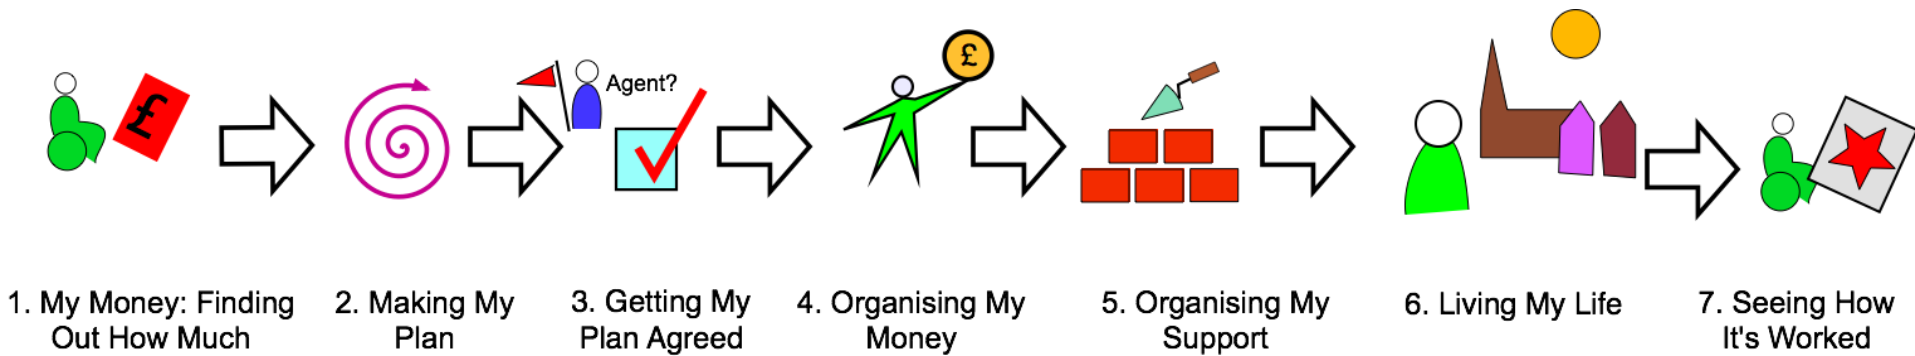 £
Agent?
£
1. My Money: Finding
Out How Much
2. Making My
Plan
3. Getting My
Plan Agreed
4. Organising My
Money
5. Organising My
Support
6. Living My Life
7. Seeing How
It's Worked